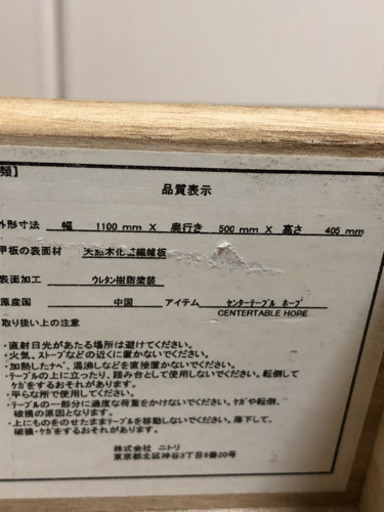 類】
品質表示
外形寸法 幅 1100 mm X 奥行き 500 mm X 高さ 405 mm
甲板の表面材 天然木化粧繊維板
表面加工 ウレタン樹脂塗装
原産国 中国 アイテム センターテーブル ホープ
CENTERTABLE HOPE
取り扱い上の注意
・直射日光があたる場所は避けてください。
・火気、ストーブなどの近くに置かないでください。
・加熱したナベ、湯沸しなどを直接置かないでください。
・テーブルの上に立ったり、踏み台として使用しないでください。転倒して
ケガをするおそれがあります。
・平らな所で使用してください。
・テーブルの一部分に過度な荷重をかけないでください。ケガや転倒、
破損の原因となります。
・上にものをのせたままテーブルを移動しないでください。落下して、
破損・ケガをするおそれがあります。
株式会社 ニトリ
東京都北区神谷3丁目6番20号